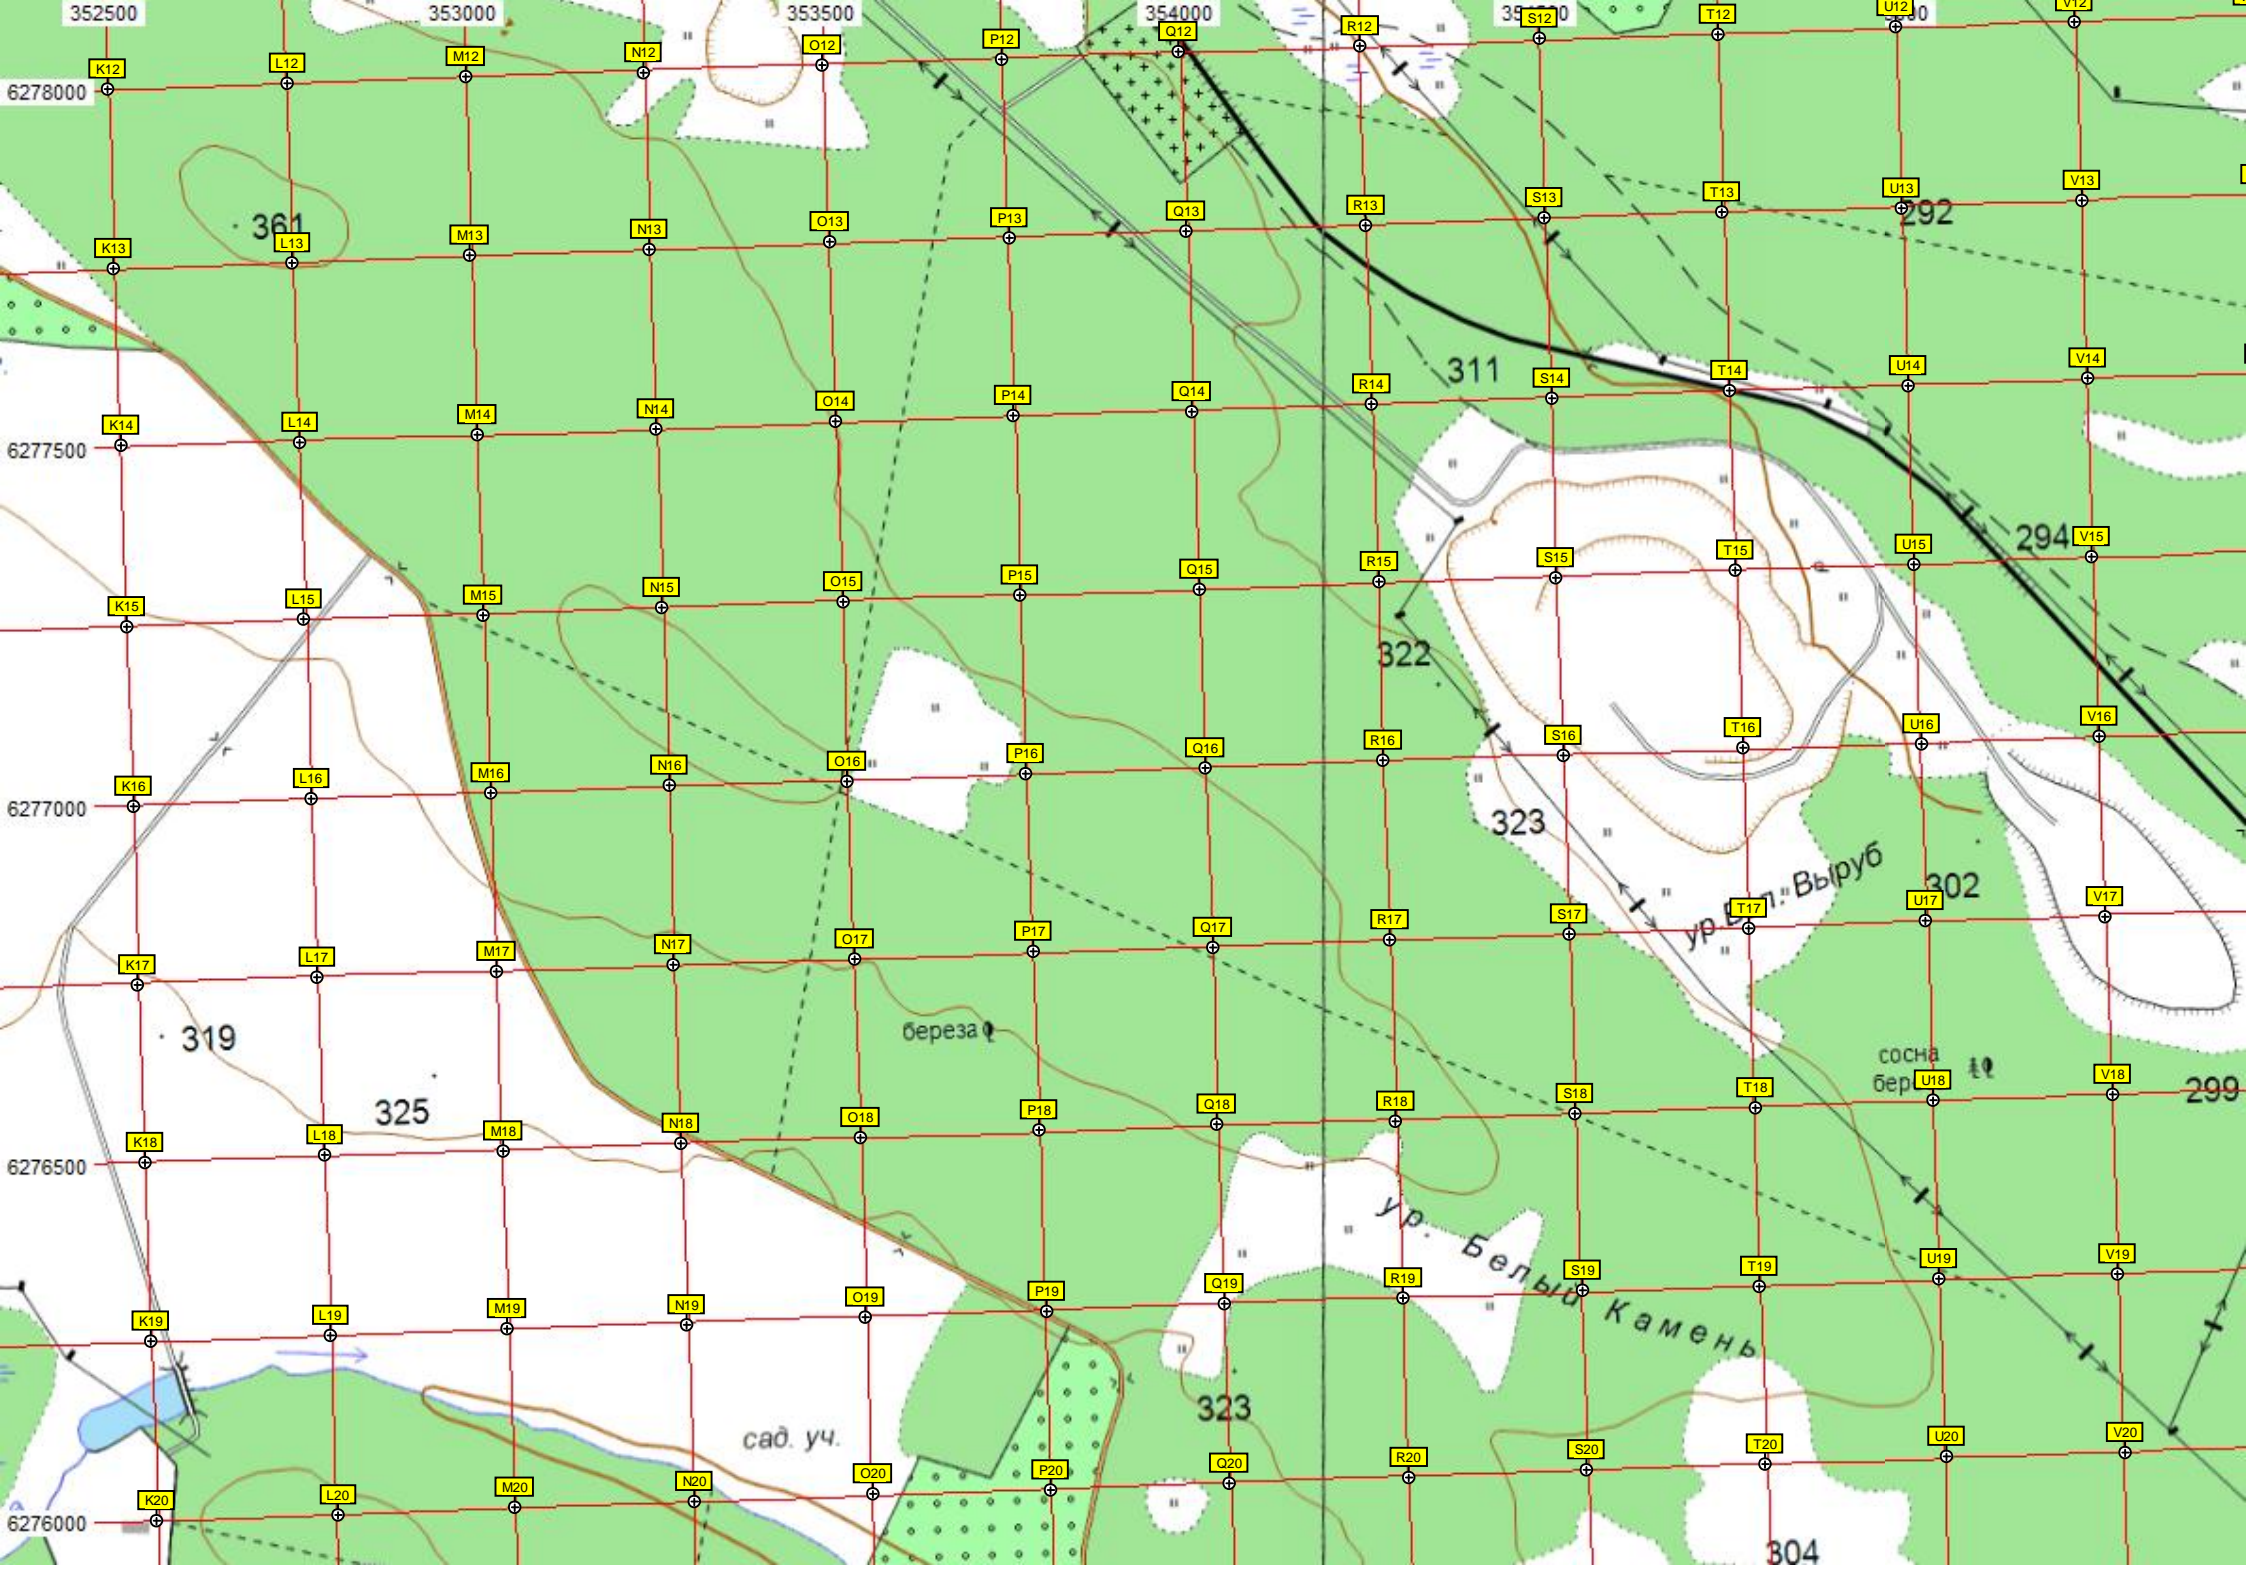 352500 353000 353500 354000
K12 L12 M12 N12 O12 P12 Q12 R12 S12 T12 U12 V12
6278000
361 292
K13 L13 M13 N13 O13 P13 Q13 R13 S13 T13 U13 V13
311
K14 L14 M14 N14 O14 P14 Q14 R14 S14 T14 U14 V14
6277500
294
K15 L15 M15 N15 O15 P15 Q15 R15 S15 T15 U15 V15
322
K16 L16 M16 N16 O16 P16 Q16 R16 S16 T16 U16 V16
6277000
323
ур. Выруб
302
K17 L17 M17 N17 O17 P17 Q17 R17 S17 T17 U17 V17
319 береза
сосна
325 299
K18 L18 M18 N18 O18 P18 Q18 R18 S18 T18 U18 V18
6276500
ур. Белый Камень
K19 L19 M19 N19 O19 P19 Q19 R19 S19 T19 U19 V19
323
сад. уч.
K20 L20 M20 N20 O20 P20 Q20 R20 S20 T20 U20 V20
6276000
304